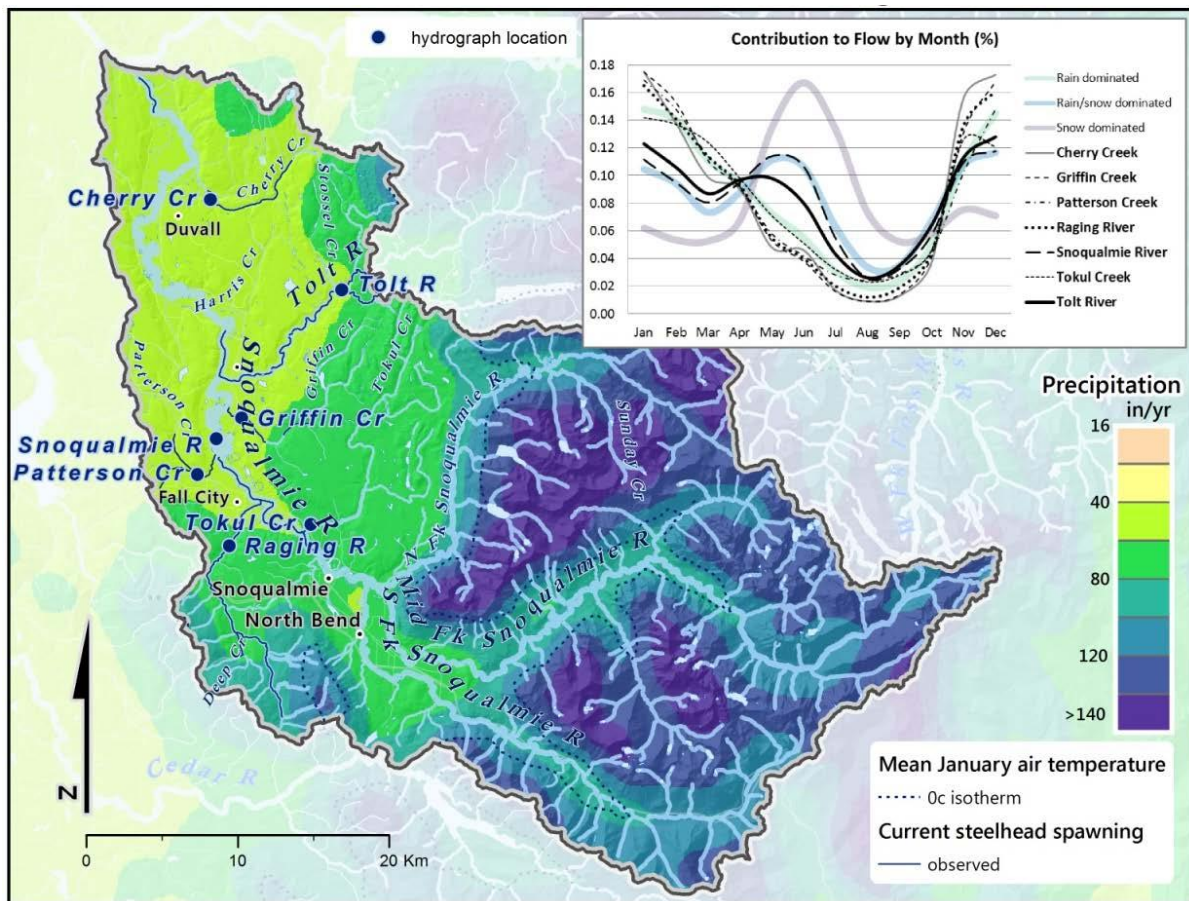 hydrograph location
Contribution to Flow by Month (%)
0.18
0.16
0.14
0.12
0.10
0.08
0.06
0.04
0.02
0.00
Jan Feb Mar Apr May Jun Jul Aug Sep Oct Nov Dec
Rain dominated
Rain/snow dominated
Snow dominated
Cherry Creek
Griffin Creek
Patterson Creek
Raging River
Snoqualmie River
Tokul Creek
Tolt River
Cherry Cr
Cherry Cr
Duvall
Stossel Cr
Harris Cr
Tolt R
Tolt R
Patterson Cr
Snoqualmie R
Griffin Cr
Tokul Cr
Griffin Cr
Snoqualmie R
Patterson Cr
Fall City
Tokul Cr
Raging R
N Fk Snoqualmie R
Sunday Cr
Mid Fk Snoqualmie R
Snoqualmie
North Bend
S Fk Snoqualmie R
Deep Cr
Cedar R
N
0 10 20 Km
Precipitation
in/yr
16
40
80
120
>140
Mean January air temperature
0c isotherm
Current steelhead spawning
observed